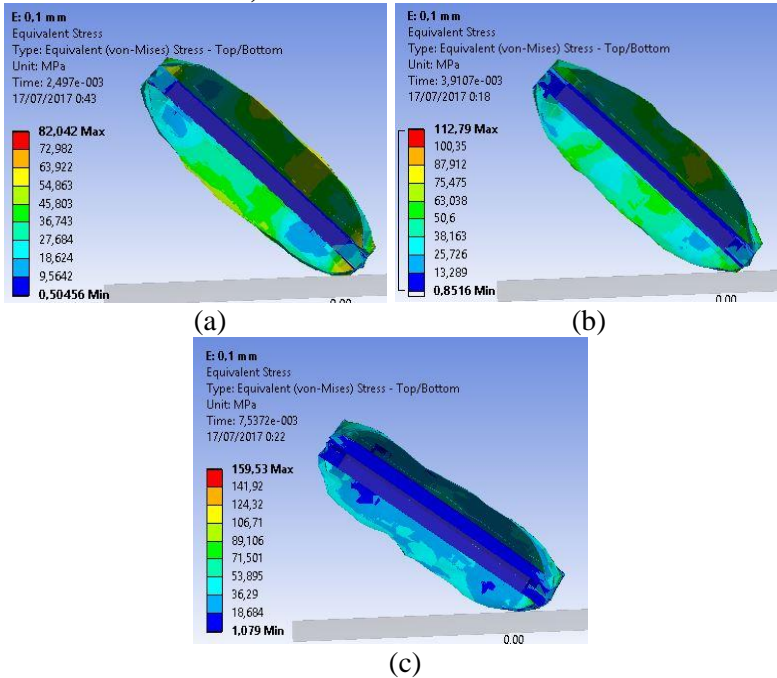 E: 0,1 mm
Equivalent Stress
Type: Equivalent (von-Mises) Stress - Top/Bottom
Unit: MPa
Time: 2,497e-003
17/07/2017 0:43
82,042 Max
72,982
63,922
54,863
45,803
36,743
27,684
18,624
9,5642
0,50456 Min
0.00
(a)
E: 0,1 mm
Equivalent Stress
Type: Equivalent (von-Mises) Stress - Top/Bottom
Unit: MPa
Time: 3,9107e-003
17/07/2017 0:18
112,79 Max
100,35
87,912
75,475
63,038
50,6
38,163
25,726
13,289
0,8516 Min
0.00
(b)
E: 0,1 mm
Equivalent Stress
Type: Equivalent (von-Mises) Stress - Top/Bottom
Unit: MPa
Time: 7,5372e-003
17/07/2017 0:22
159,53 Max
141,92
124,32
106,71
89,106
71,501
53,895
36,29
18,684
1,079 Min
0.00
(c)